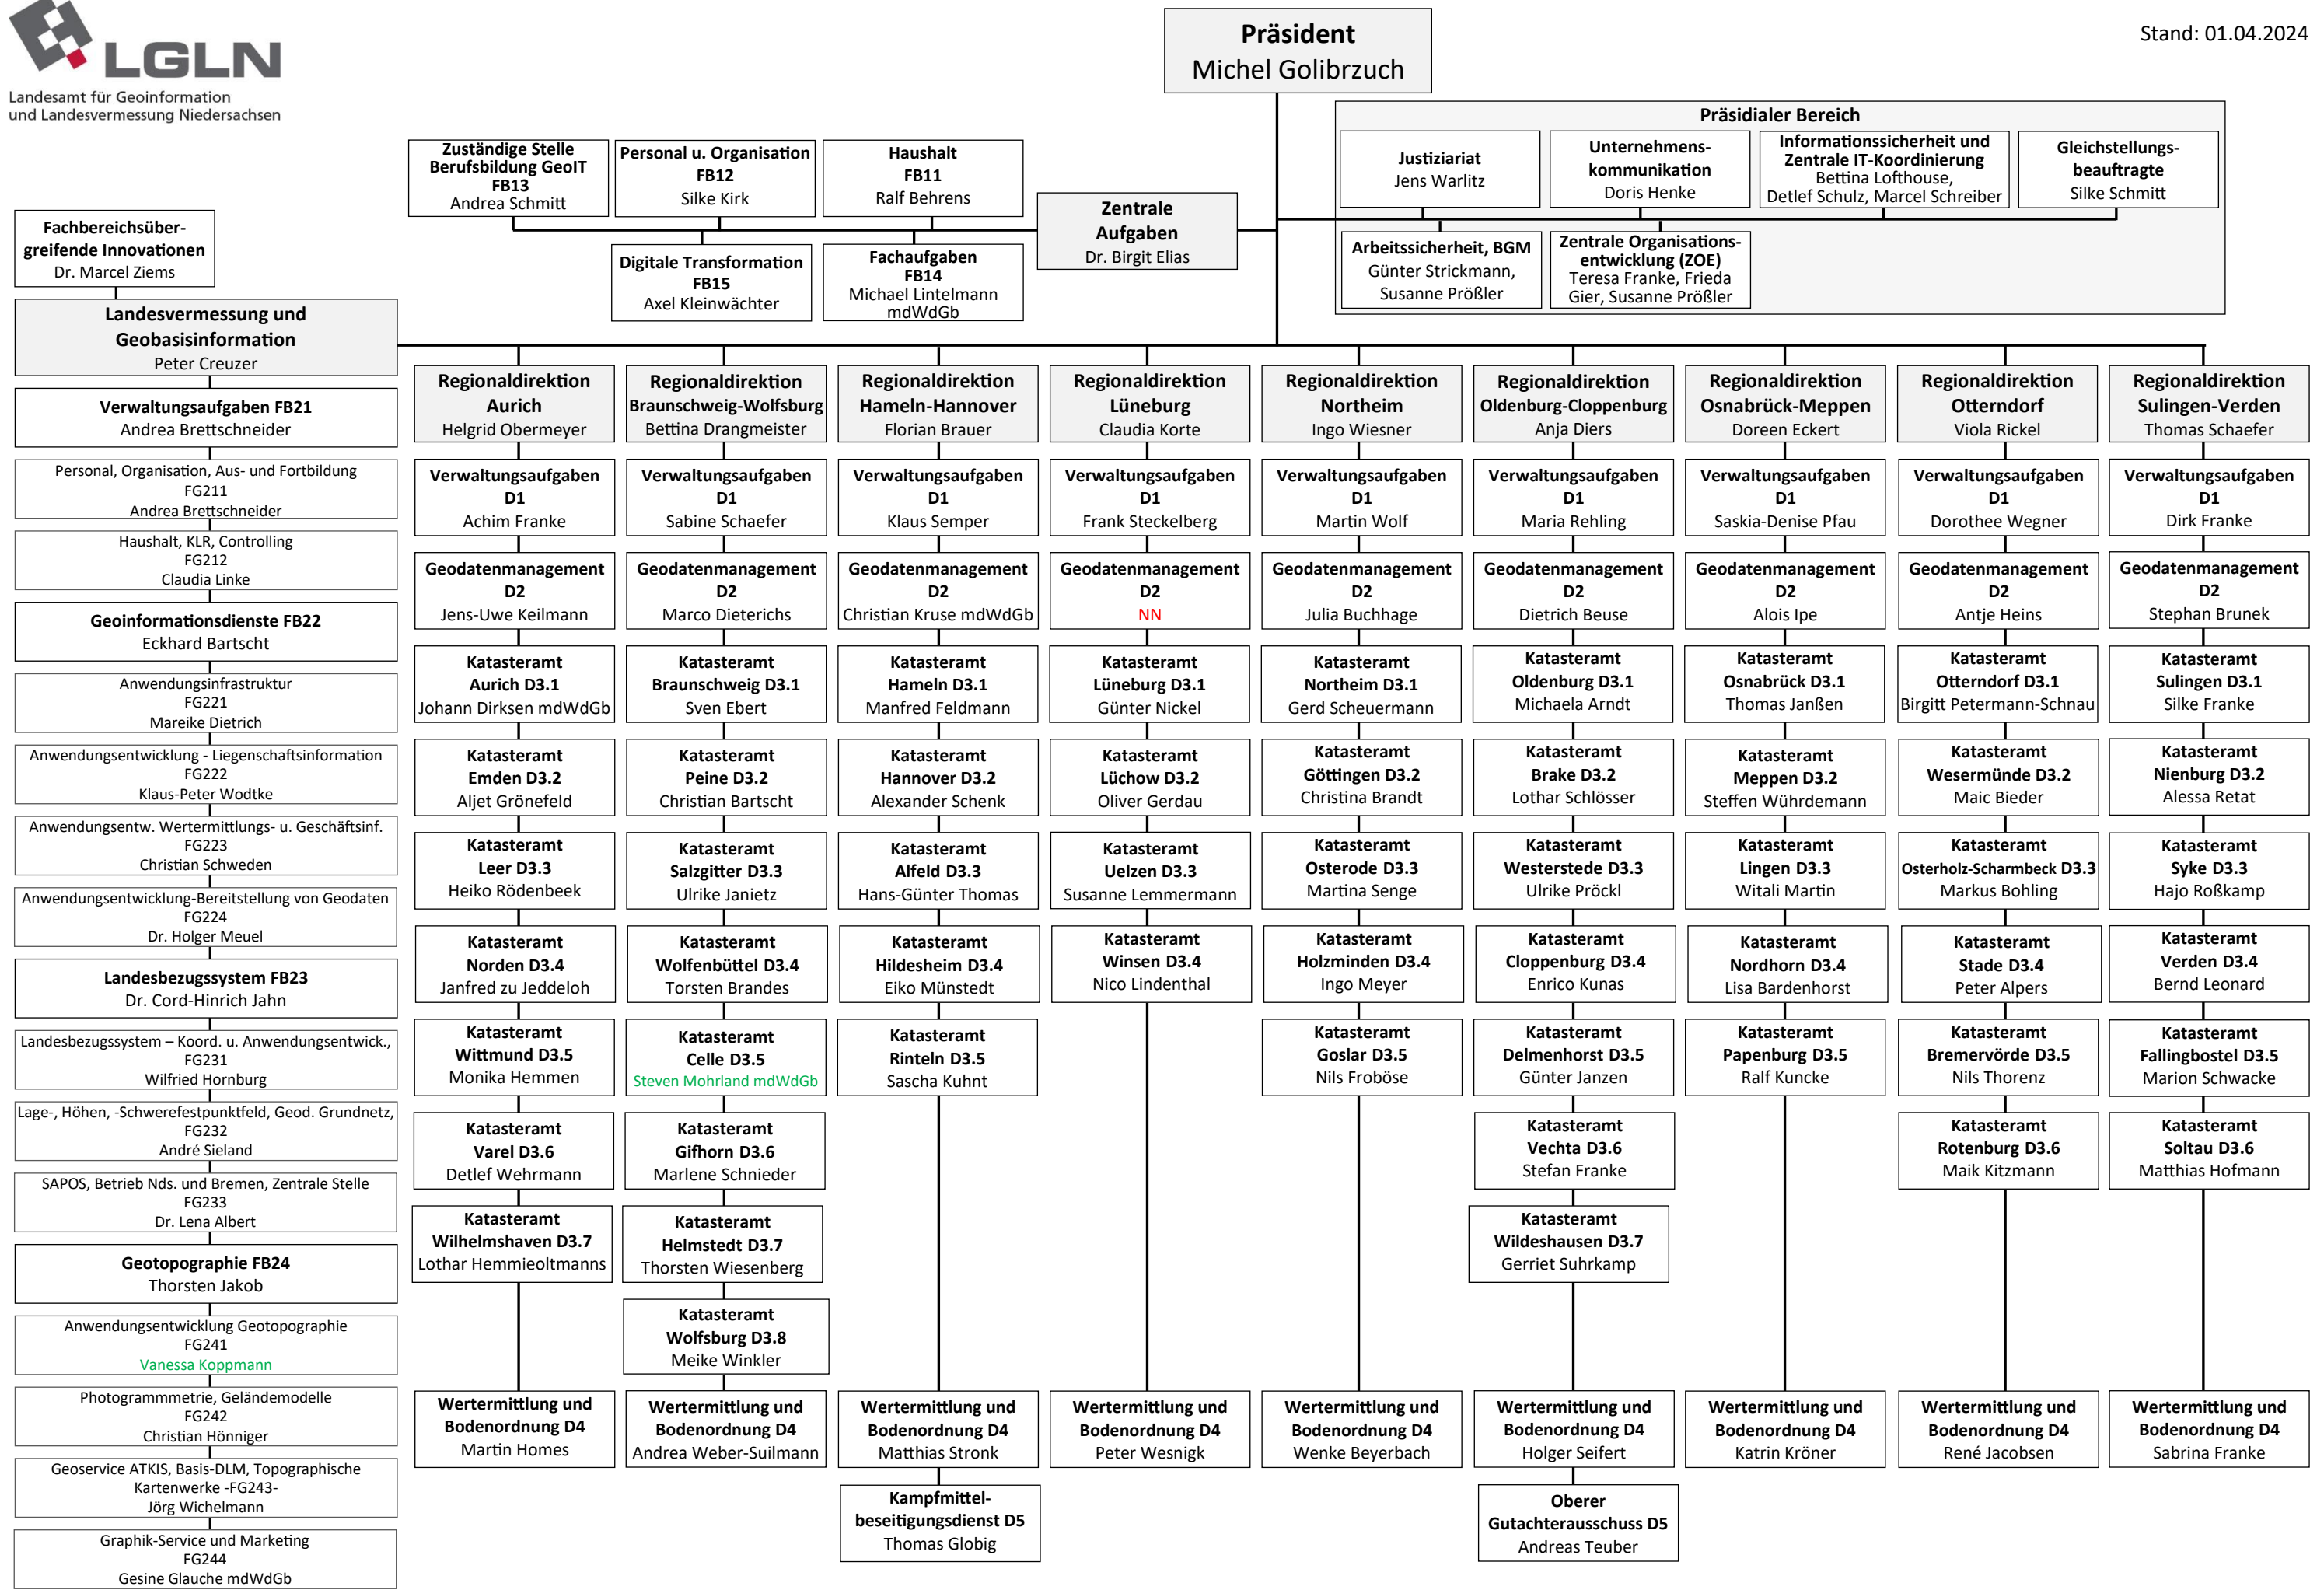 LGLN
Landesamt für Geoinformation
und Landesvermessung Niedersachsen
Präsident
Michel Golibrzuch
Stand: 01.04.2024
Präsidialer Bereich
Justiziariat
Jens Warlitz
Unternehmens-
kommunikation
Doris Henke
Informationssicherheit und
Zentrale IT-Koordinierung
Bettina Lofthouse,
Detlef Schulz, Marcel Schreiber
Gleichstellungs-
beauftragte
Silke Schmitt
Arbeitssicherheit, BGM
Günter Strickmann,
Susanne Prößler
Zentrale Organisations-
entwicklung (ZOE)
Teresa Franke, Frieda
Gier, Susanne Prößler
Zuständige Stelle
Berufsbildung GeoIT
FB13
Andrea Schmitt
Personal u. Organisation
FB12
Silke Kirk
Haushalt
FB11
Ralf Behrens
Zentrale
Aufgaben
Dr. Birgit Elias
Digitale Transformation
FB15
Axel Kleinwächter
Fachaufgaben
FB14
Michael Lintelmann
mdWdGb
Fachbereichsüber-
greifende Innovationen
Dr. Marcel Ziems
Landesvermessung und
Geobasisinformation
Peter Creuzer
Verwaltungsaufgaben FB21
Andrea Brettschneider
Personal, Organisation, Aus- und Fortbildung
FG211
Andrea Brettschneider
Haushalt, KLR, Controlling
FG212
Claudia Linke
Geoinformationsdienste FB22
Eckhard Bartscht
Anwendungsinfrastruktur
FG221
Mareike Dietrich
Anwendungsentwicklung - Liegenschaftsinformation
FG222
Klaus-Peter Wodtke
Anwendungsentw. Wertermittlungs- u. Geschäftsinf.
FG223
Christian Schweden
Anwendungsentwicklung-Bereitstellung von Geodaten
FG224
Dr. Holger Meuel
Landesbezugssystem FB23
Dr. Cord-Hinrich Jahn
Landesbezugssystem – Koord. u. Anwendungsentwick.,
FG231
Wilfried Hornburg
Lage-, Höhen, -Schwerefestpunktfeld, Geod. Grundnetz,
FG232
André Sieland
SAPOS, Betrieb Nds. und Bremen, Zentrale Stelle
FG233
Dr. Lena Albert
Geotopographie FB24
Thorsten Jakob
Anwendungsentwicklung Geotopographie
FG241
Vanessa Koppmann
Photogrammmetrie, Geländemodelle
FG242
Christian Hönniger
Geoservice ATKIS, Basis-DLM, Topographische
Kartenwerke -FG243-
Jörg Wichelmann
Graphik-Service und Marketing
FG244
Gesine Glauche mdWdGb
Regionaldirektion
Aurich
Helgrid Obermeyer
Verwaltungsaufgaben
D1
Achim Franke
Geodatenmanagement
D2
Jens-Uwe Keilmann
Katasteramt
Aurich D3.1
Johann Dirksen mdWdGb
Katasteramt
Emden D3.2
Aljet Grönefeld
Katasteramt
Leer D3.3
Heiko Rödenbeek
Katasteramt
Norden D3.4
Janfred zu Jeddeloh
Katasteramt
Wittmund D3.5
Monika Hemmen
Katasteramt
Varel D3.6
Detlef Wehrmann
Katasteramt
Wilhelmshaven D3.7
Lothar Hemmieoltmanns
Wertermittlung und
Bodenordnung D4
Martin Homes
Regionaldirektion
Braunschweig-Wolfsburg
Bettina Drangmeister
Verwaltungsaufgaben
D1
Sabine Schaefer
Geodatenmanagement
D2
Marco Dieterichs
Katasteramt
Braunschweig D3.1
Sven Ebert
Katasteramt
Peine D3.2
Christian Bartscht
Katasteramt
Salzgitter D3.3
Ulrike Janietz
Katasteramt
Wolfenbüttel D3.4
Torsten Brandes
Katasteramt
Celle D3.5
Steven Mohrland mdWdGb
Katasteramt
Gifhorn D3.6
Marlene Schnieder
Katasteramt
Helmstedt D3.7
Thorsten Wiesenberg
Katasteramt
Wolfsburg D3.8
Meike Winkler
Wertermittlung und
Bodenordnung D4
Andrea Weber-Suilmann
Regionaldirektion
Hameln-Hannover
Florian Brauer
Verwaltungsaufgaben
D1
Klaus Semper
Geodatenmanagement
D2
Christian Kruse mdWdGb
Katasteramt
Hameln D3.1
Manfred Feldmann
Katasteramt
Hannover D3.2
Alexander Schenk
Katasteramt
Alfeld D3.3
Hans-Günter Thomas
Katasteramt
Hildesheim D3.4
Eiko Münstedt
Katasteramt
Rinteln D3.5
Sascha Kuhnt
Wertermittlung und
Bodenordnung D4
Matthias Stronk
Kampfmittel-
beseitigungsdienst D5
Thomas Globig
Regionaldirektion
Lüneburg
Claudia Korte
Verwaltungsaufgaben
D1
Frank Steckelberg
Geodatenmanagement
D2
NN
Katasteramt
Lüneburg D3.1
Günter Nickel
Katasteramt
Lüchow D3.2
Oliver Gerdau
Katasteramt
Uelzen D3.3
Susanne Lemmermann
Katasteramt
Winsen D3.4
Nico Lindenthal
Wertermittlung und
Bodenordnung D4
Peter Wesnigk
Regionaldirektion
Northeim
Ingo Wiesner
Verwaltungsaufgaben
D1
Martin Wolf
Geodatenmanagement
D2
Julia Buchhage
Katasteramt
Northeim D3.1
Gerd Scheuermann
Katasteramt
Göttingen D3.2
Christina Brandt
Katasteramt
Osterode D3.3
Martina Senge
Katasteramt
Holzminden D3.4
Ingo Meyer
Katasteramt
Goslar D3.5
Nils Froböse
Wertermittlung und
Bodenordnung D4
Wenke Beyerbach
Regionaldirektion
Oldenburg-Cloppenburg
Anja Diers
Verwaltungsaufgaben
D1
Maria Rehling
Geodatenmanagement
D2
Dietrich Beuse
Katasteramt
Oldenburg D3.1
Michaela Arndt
Katasteramt
Brake D3.2
Lothar Schlösser
Katasteramt
Westerstede D3.3
Ulrike Pröckl
Katasteramt
Cloppenburg D3.4
Enrico Kunas
Katasteramt
Delmenhorst D3.5
Günter Janzen
Katasteramt
Vechta D3.6
Stefan Franke
Katasteramt
Wildeshausen D3.7
Gerriet Suhrkamp
Wertermittlung und
Bodenordnung D4
Holger Seifert
Oberer
Gutachterausschuss D5
Andreas Teuber
Regionaldirektion
Osnabrück-Meppen
Doreen Eckert
Verwaltungsaufgaben
D1
Saskia-Denise Pfau
Geodatenmanagement
D2
Alois Ipe
Katasteramt
Osnabrück D3.1
Thomas Janßen
Katasteramt
Meppen D3.2
Steffen Wührdemann
Katasteramt
Lingen D3.3
Witali Martin
Katasteramt
Nordhorn D3.4
Lisa Bardenhorst
Katasteramt
Papenburg D3.5
Ralf Kuncke
Wertermittlung und
Bodenordnung D4
Katrin Kröner
Regionaldirektion
Otterndorf
Viola Rickel
Verwaltungsaufgaben
D1
Dorothee Wegner
Geodatenmanagement
D2
Antje Heins
Katasteramt
Otterndorf D3.1
Birgitt Petermann-Schnau
Katasteramt
Wesermünde D3.2
Maic Bieder
Katasteramt
Osterholz-Scharmbeck D3.3
Markus Bohling
Katasteramt
Stade D3.4
Peter Alpers
Katasteramt
Bremervörde D3.5
Nils Thorenz
Katasteramt
Rotenburg D3.6
Maik Kitzmann
Wertermittlung und
Bodenordnung D4
René Jacobsen
Regionaldirektion
Sulingen-Verden
Thomas Schaefer
Verwaltungsaufgaben
D1
Dirk Franke
Geodatenmanagement
D2
Stephan Brunek
Katasteramt
Sulingen D3.1
Silke Franke
Katasteramt
Nienburg D3.2
Alessa Retat
Katasteramt
Syke D3.3
Hajo Roßkamp
Katasteramt
Verden D3.4
Bernd Leonard
Katasteramt
Fallingbostel D3.5
Marion Schwacke
Katasteramt
Soltau D3.6
Matthias Hofmann
Wertermittlung und
Bodenordnung D4
Sabrina Franke